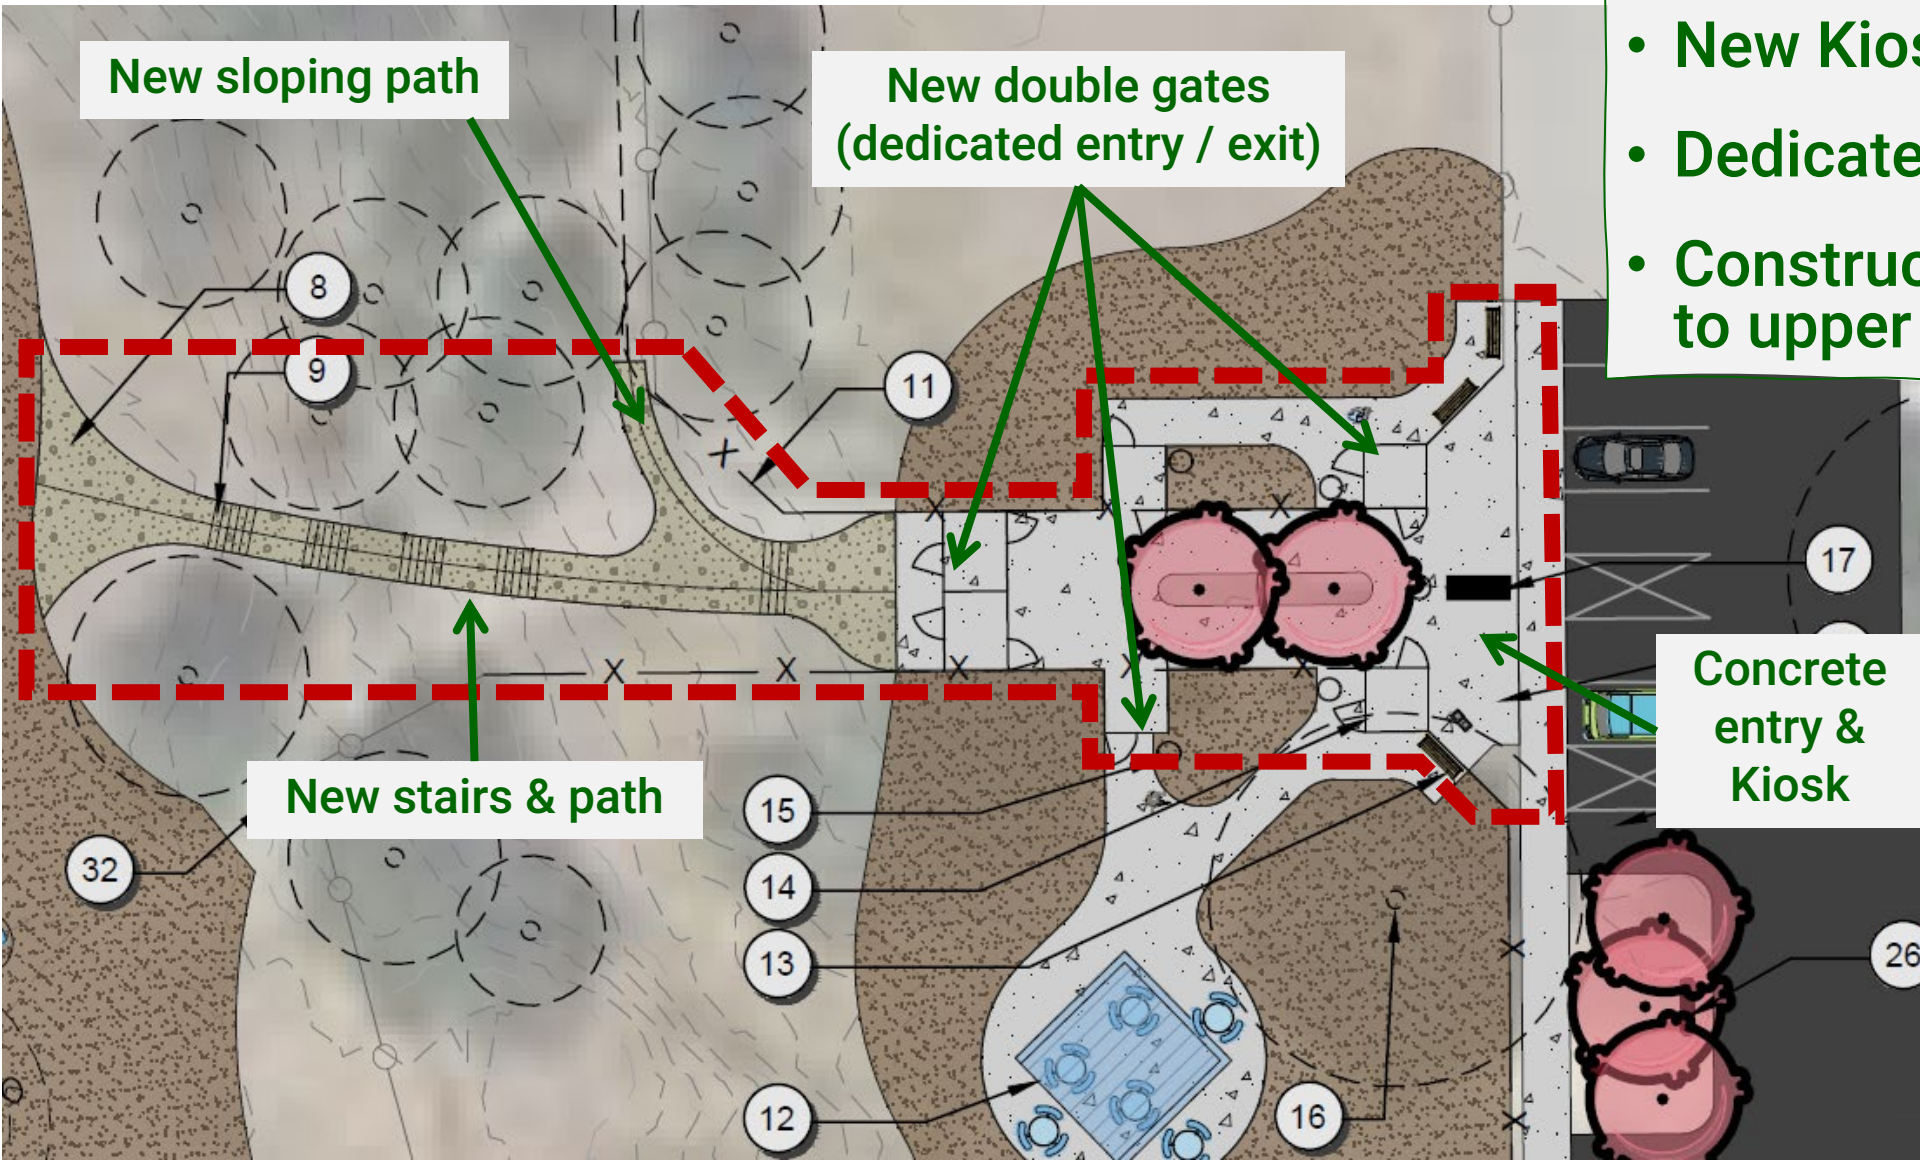 New sloping path
New double gates
(dedicated entry / exit)
• New Kios
• Dedicate
• Construc
to upper
8
9
11
17
Concrete
entry &
Kiosk
New stairs & path
15
14
13
32
26
12
16
X
X
X
X
X
X
X
X
X
X
X
X